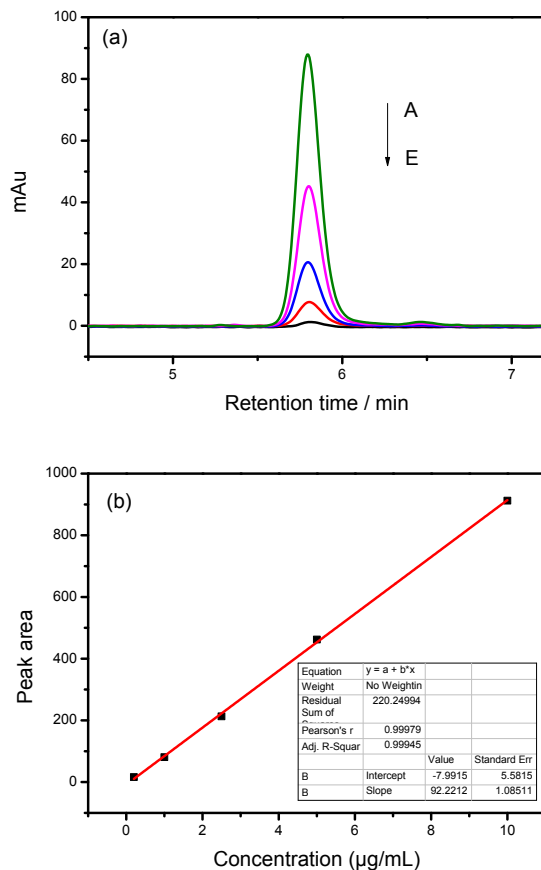 (a)
100
80
60
40
20
0
mAu
A
E
5 6 7
Retention time / min
(b)
1000
800
600
400
200
0
Peak area
Equation y = a + b*x
Weight No Weightin
Residual Sum of 220.24994
Pearson's r 0.99979
Adj. R-Squar 0.99945
Value Standard Err
B Intercept -7.9915 5.5815
B Slope 92.2212 1.08511
0 2 4 6 8 10
Concentration (µg/mL)